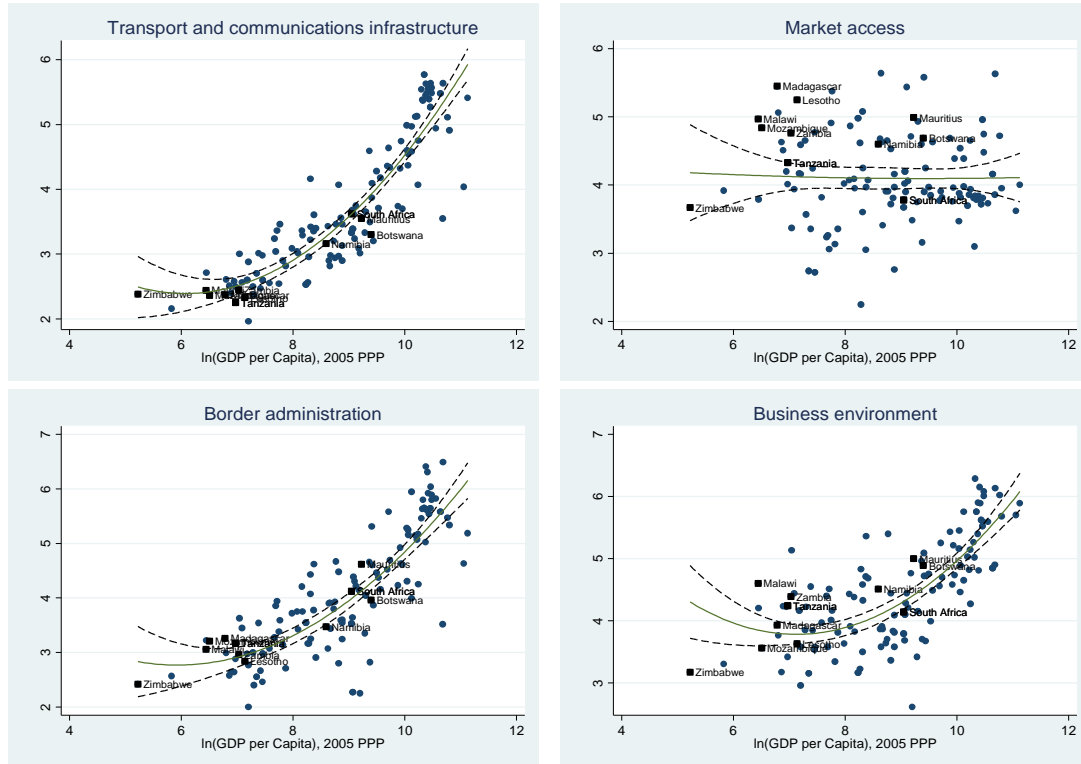 Transport and communications infrastructure
6
5
4
3
2
South Africa
Mauritius
Botswana
Namibia
Zimbabwe
Zambia
Tanzania
4 6 8 10 12
ln(GDP per Capita), 2005 PPP
Market access
6
5
4
3
2
Madagascar
Lesotho
Malawi
Mozambique
Zambia
Mauritius
Botswana
Namibia
Tanzania
South Africa
Zimbabwe
4 6 8 10 12
ln(GDP per Capita), 2005 PPP
Border administration
7
6
5
4
3
2
Mauritius
South Africa
Botswana
Namibia
Madagascar
Tanzania
Malawi
Zambia
Lesotho
Zimbabwe
4 6 8 10 12
ln(GDP per Capita), 2005 PPP
Business environment
7
6
5
4
3
Mauritius
Botswana
Malawi
Namibia
Zambia
Tanzania
South Africa
Madagascar
Lesotho
Mozambique
Zimbabwe
4 6 8 10 12
ln(GDP per Capita), 2005 PPP